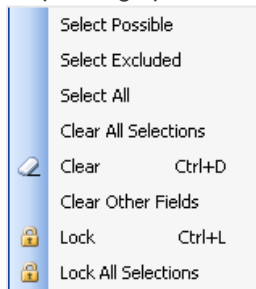 Select Possible
Select Excluded
Select All
Clear All Selections
Clear Ctrl+D
Clear Other Fields
Lock Ctrl+L
Lock All Selections